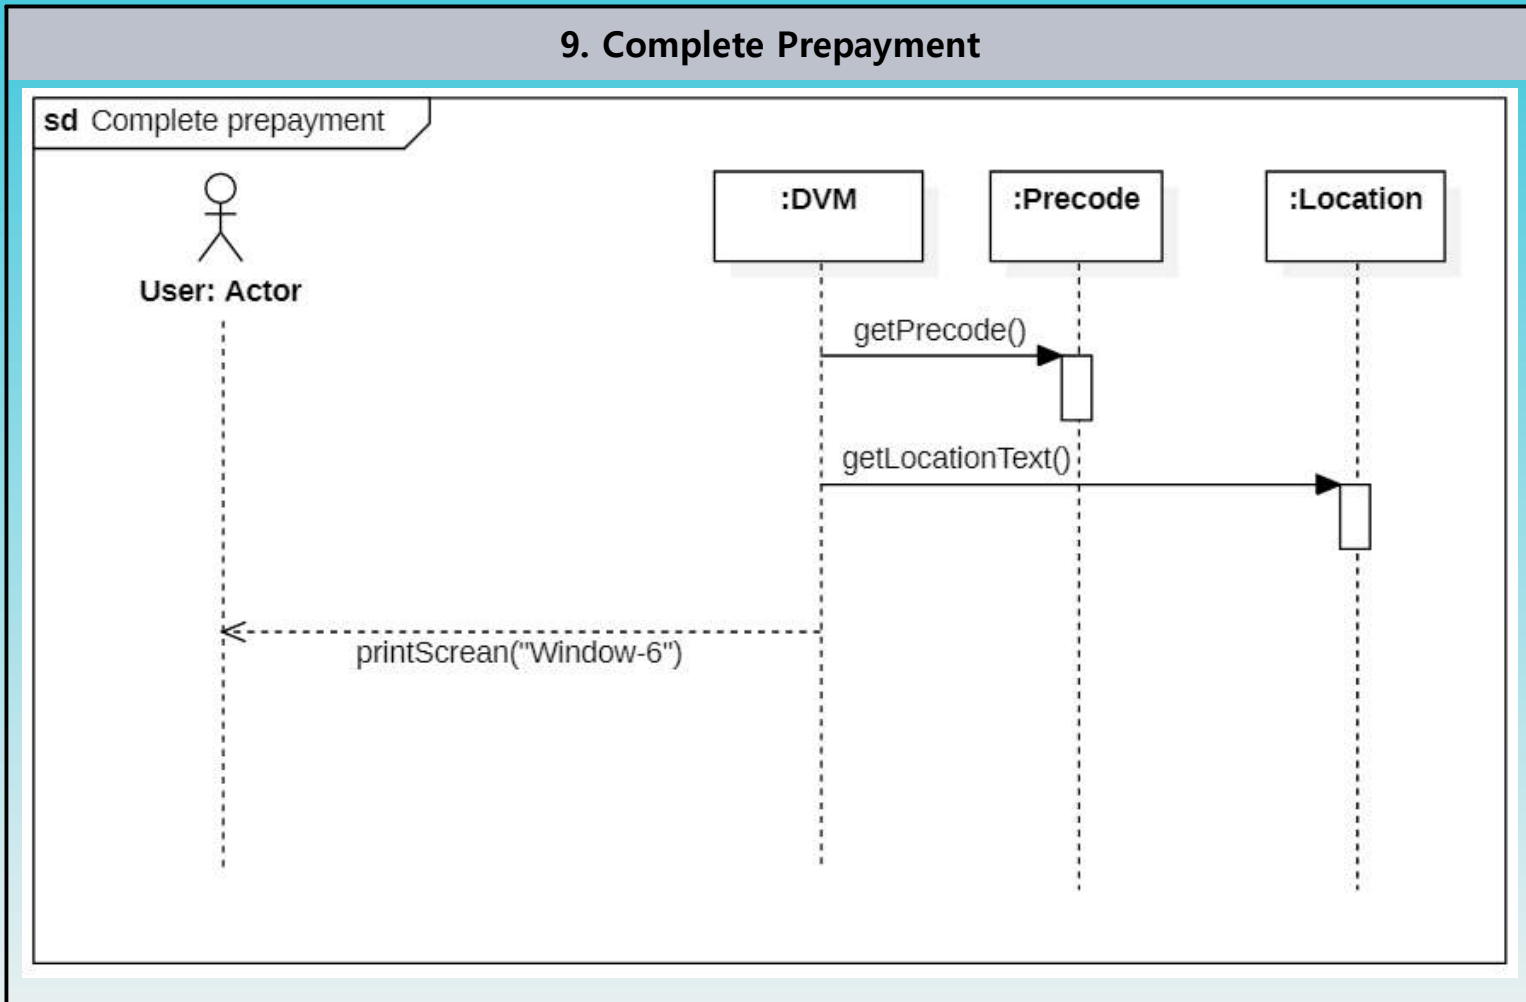 9. Complete Prepayment
sd Complete prepayment
User: Actor
:DVM
:Precode
:Location
getPrecode()
getLocationText()
printScrean("Window-6")